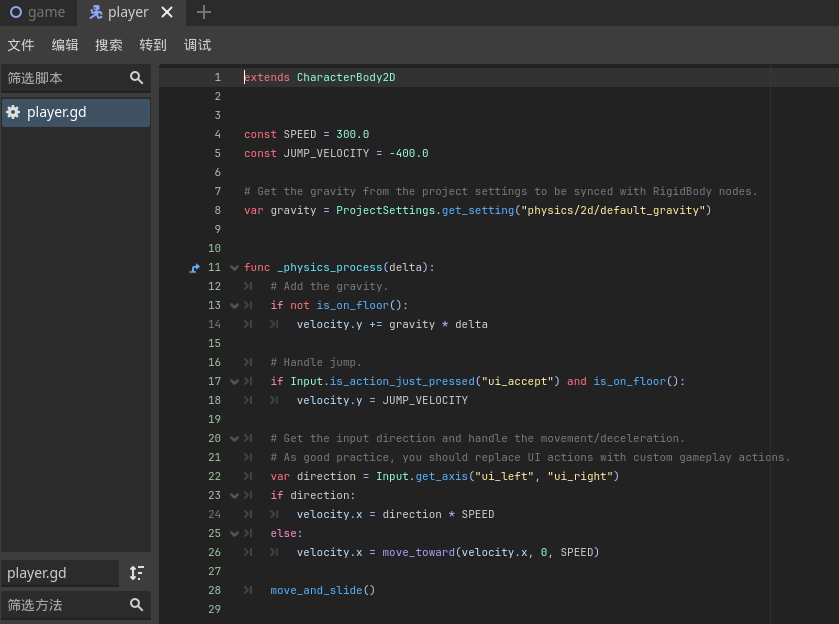 game player
文件 编辑 搜索 转到 调试
筛选脚本
player.gd
player.gd
筛选方法
1 extends CharacterBody2D
2
3
4 const SPEED = 300.0
5 const JUMP_VELOCITY = -400.0
6
7 # Get the gravity from the project settings to be synced with RigidBody nodes.
8 var gravity = ProjectSettings.get_setting("physics/2d/default_gravity")
9
10
11 func _physics_process(delta):
12 # Add the gravity.
13 if not is_on_floor():
14 velocity.y += gravity * delta
15
16 # Handle jump.
17 if Input.is_action_just_pressed("ui_accept") and is_on_floor():
18 velocity.y = JUMP_VELOCITY
19
20 # Get the input direction and handle the movement/deceleration.
21 # As good practice, you should replace UI actions with custom gameplay actions.
22 var direction = Input.get_axis("ui_left", "ui_right")
23 if direction:
24 velocity.x = direction * SPEED
25 else:
26 velocity.x = move_toward(velocity.x, 0, SPEED)
27
28 move_and_slide()
29